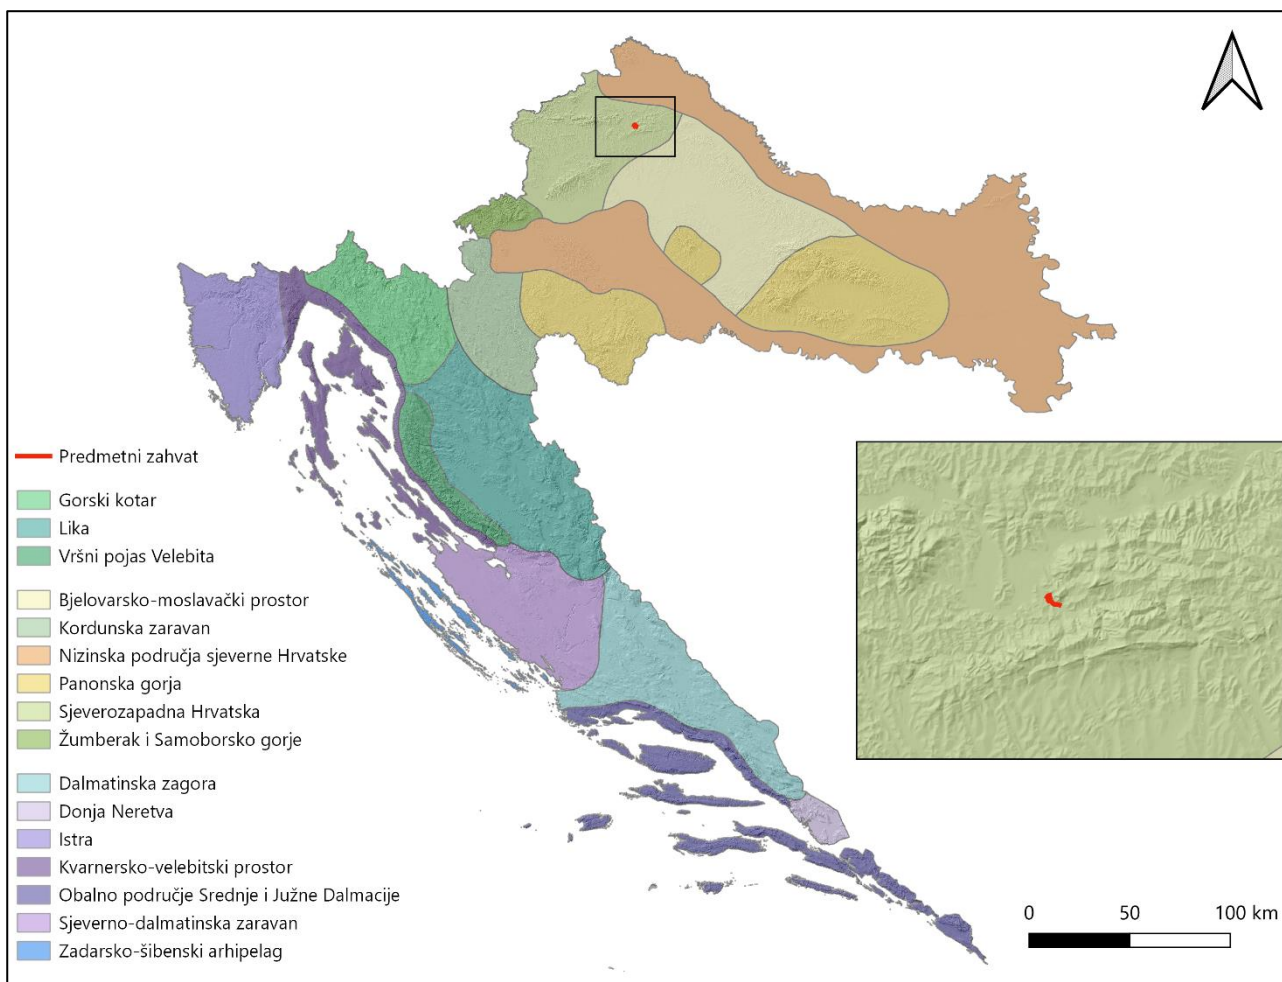 Predmetni zahvat
Gorski kotar
Lika
Vršni pojas Velebita
Bjelovarsko-moslavački prostor
Kordunska zaravan
Nizinska područja sjeverne Hrvatske
Panonska gorja
Sjeverozapadna Hrvatska
Žumberak i Samoborsko gorje
Dalmatinska zagora
Donja Neretva
Istra
Kvarnersko-velebitski prostor
Obalno područje Srednje i Južne Dalmacije
Sjeverno-dalmatinska zaravan
Zadarsko-šibenski arhipelag
0 50 100 km